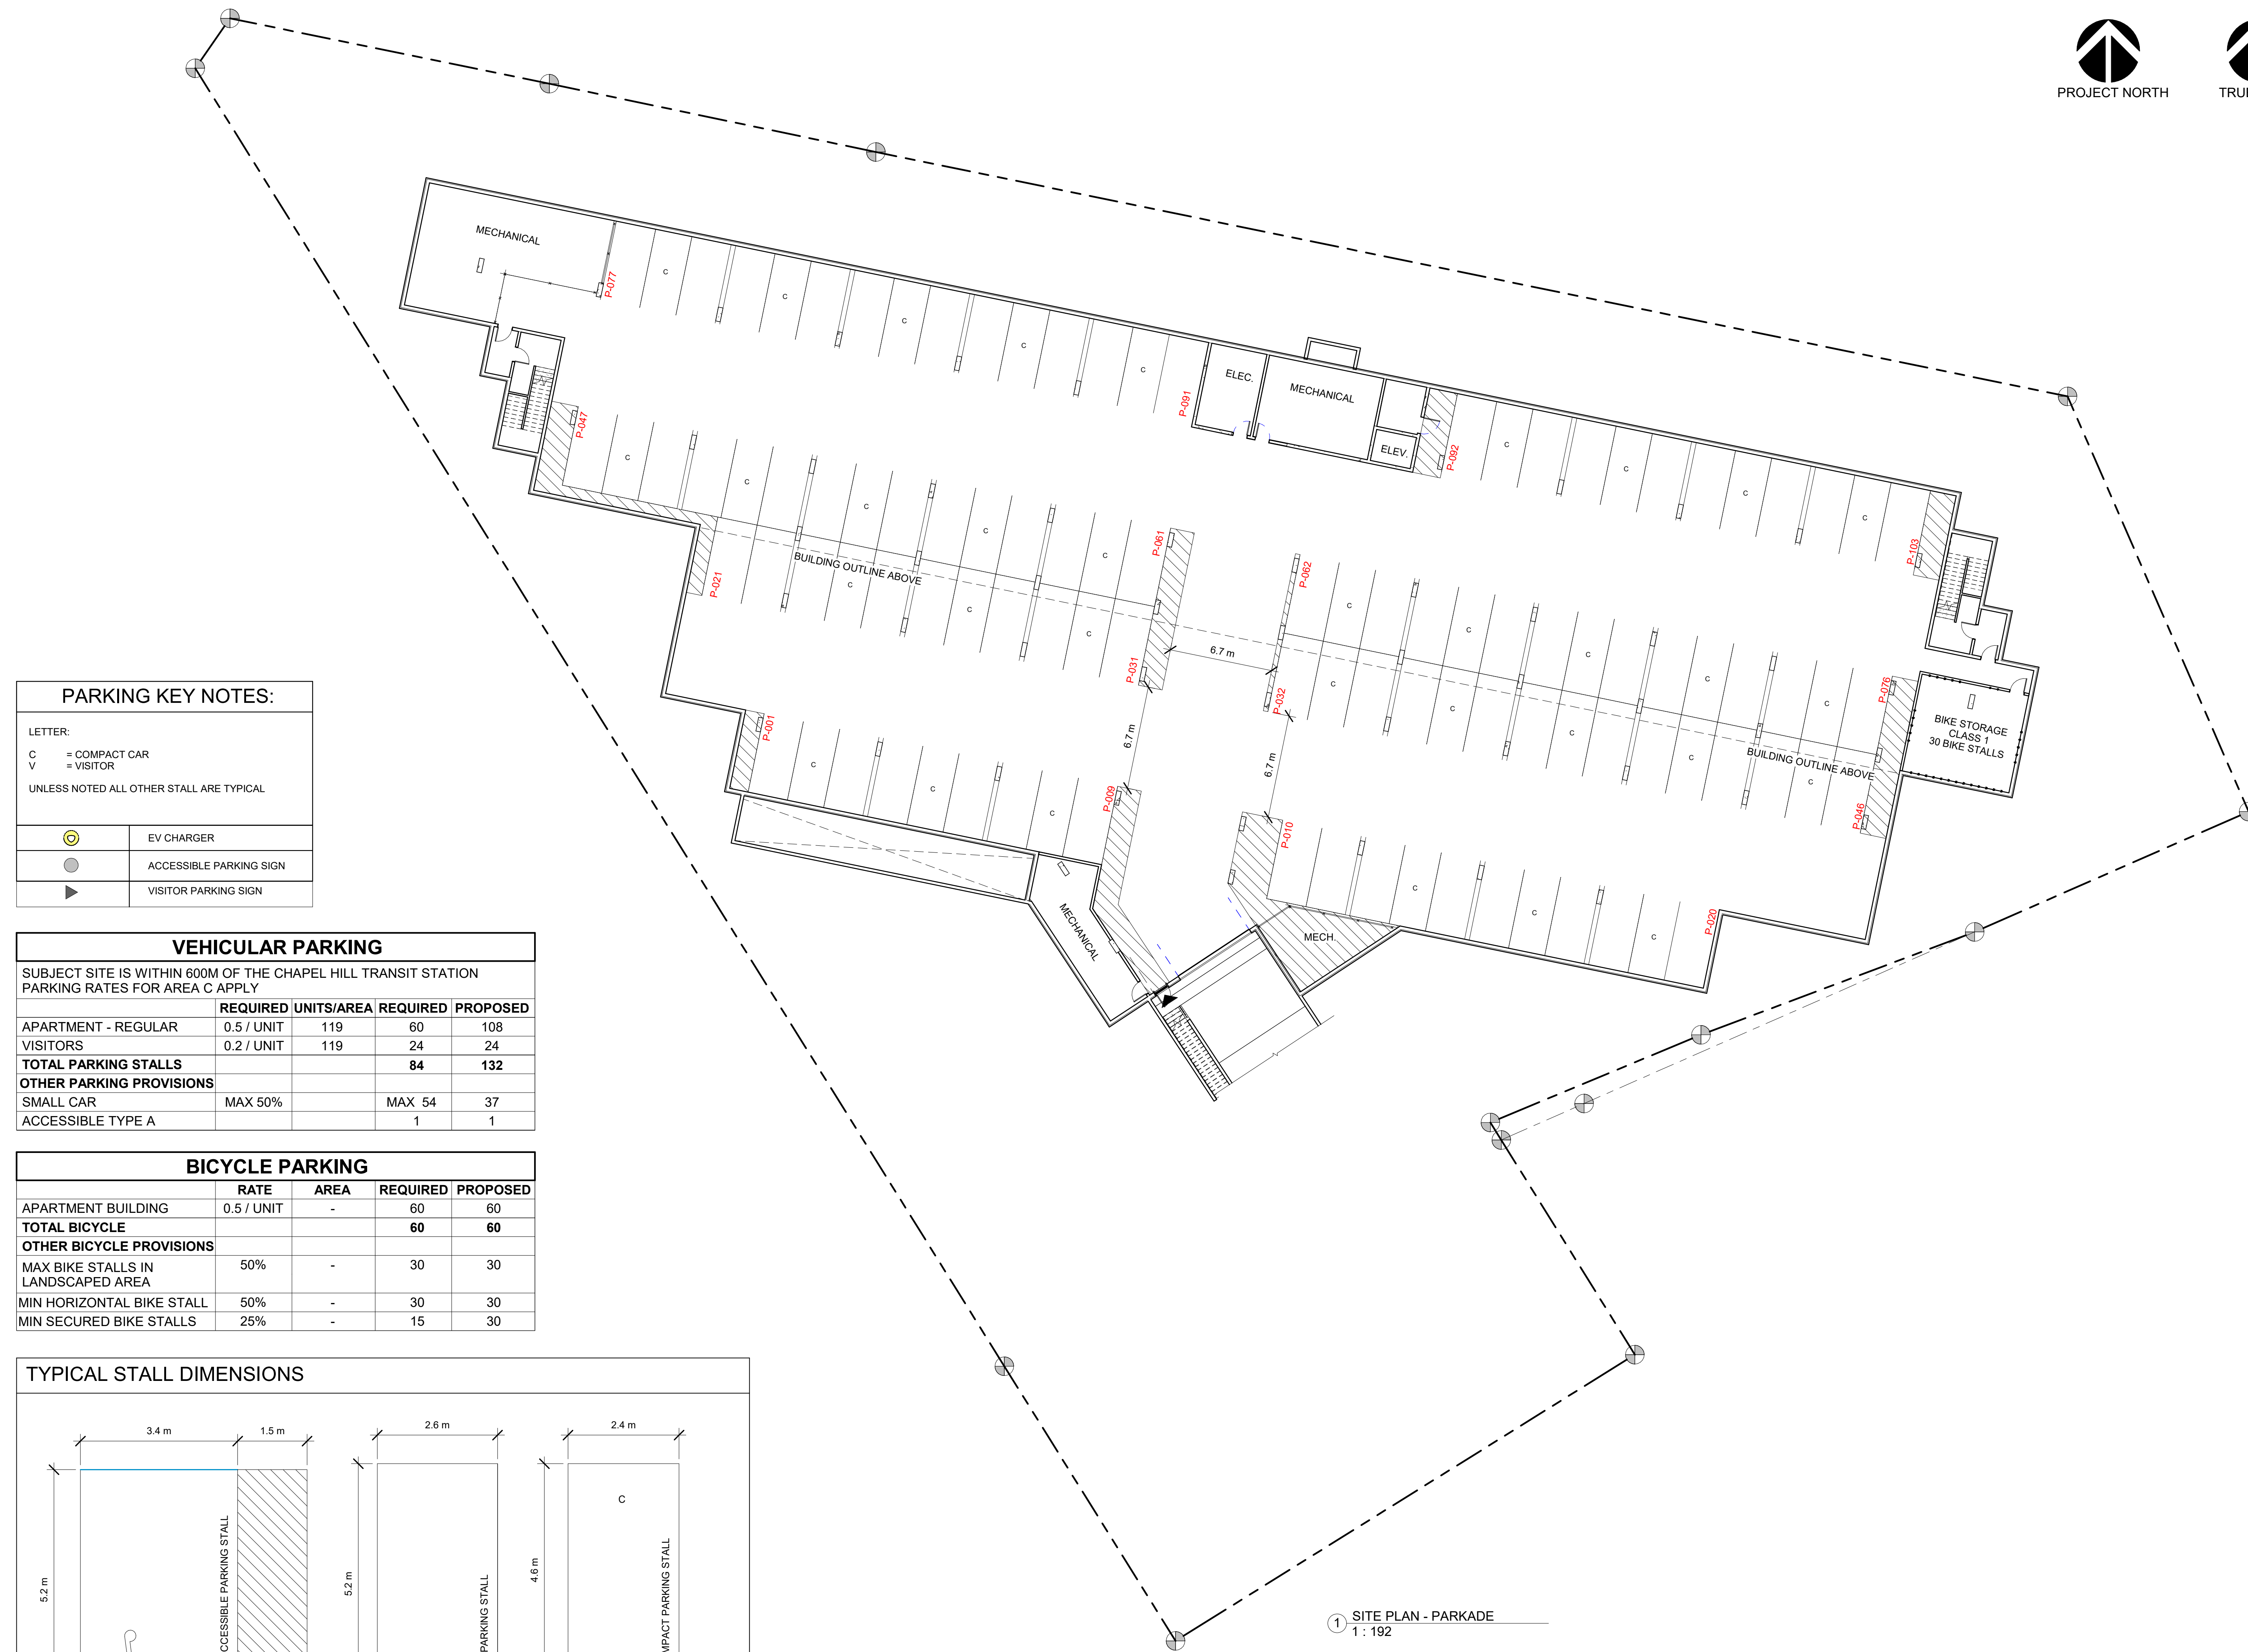 PROJECT NORTH
MECHANICAL
P-077
C
C
C
C
C
P-091
ELEC.
MECHANICAL
ELEV.
P-092
C
C
C
C
P-103
P-047
C
C
C
C
C
P-061
P-062
C
C
C
C
C
P-076
BUILDING OUTLINE ABOVE
P-021
C
C
C
P-031
6.7 m
P-032
C
C
C
C
C
BUILDING OUTLINE ABOVE
P-046
BIKE STORAGE
CLASS 1
30 BIKE STALLS
P-001
C
C
C
P-009
6.7 m
6.7 m
P-010
C
C
C
P-020
MECHANICAL
MECH.
PARKING KEY NOTES:
LETTER:
C = COMPACT CAR
V = VISITOR
UNLESS NOTED ALL OTHER STALL ARE TYPICAL
EV CHARGER
ACCESSIBLE PARKING SIGN
VISITOR PARKING SIGN
VEHICULAR PARKING
SUBJECT SITE IS WITHIN 600M OF THE CHAPEL HILL TRANSIT STATION
PARKING RATES FOR AREA C APPLY
REQUIRED UNITS/AREA REQUIRED PROPOSED
APARTMENT - REGULAR 0.5 / UNIT 119 60 108
VISITORS 0.2 / UNIT 119 24 24
TOTAL PARKING STALLS 84 132
OTHER PARKING PROVISIONS
SMALL CAR MAX 50% MAX 54 37
ACCESSIBLE TYPE A 1 1
BICYCLE PARKING
RATE AREA REQUIRED PROPOSED
APARTMENT BUILDING 0.5 / UNIT - 60 60
TOTAL BICYCLE 60 60
OTHER BICYCLE PROVISIONS
MAX BIKE STALLS IN 50% - 30 30
LANDSCAPED AREA
MIN HORIZONTAL BIKE STALL 50% - 30 30
MIN SECURED BIKE STALLS 25% - 15 30
TYPICAL STALL DIMENSIONS
3.4 m
1.5 m
2.6 m
2.4 m
5.2 m
5.2 m
4.6 m
C
PARKING STALL
PARKING STALL
PARKING STALL
1 SITE PLAN - PARKADE
1 : 192